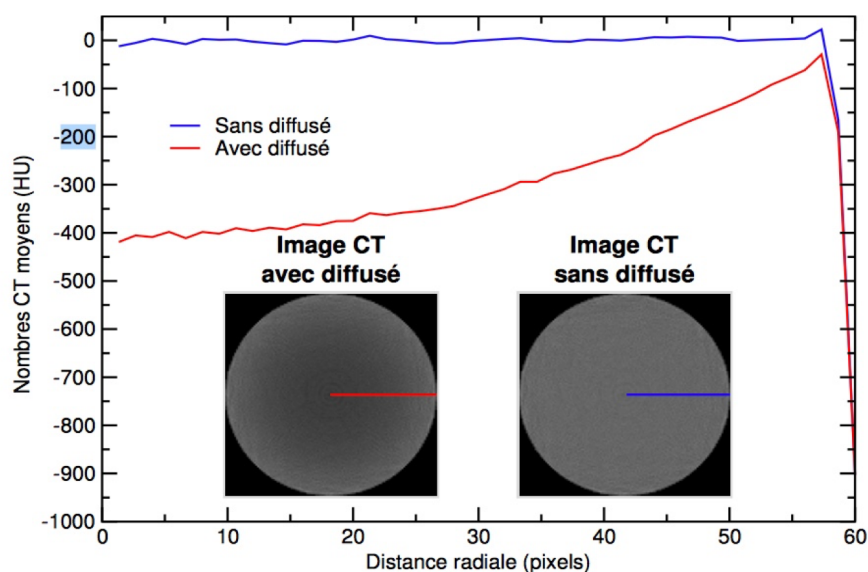 0
-100
-200
-300
-400
-500
-600
-700
-800
-900
-1000
Nombres CT moyens (HU)
Sans diffusé
Avec diffusé
Image CT
avec diffusé
Image CT
sans diffusé
0
10
20
30
40
50
60
Distance radiale (pixels)